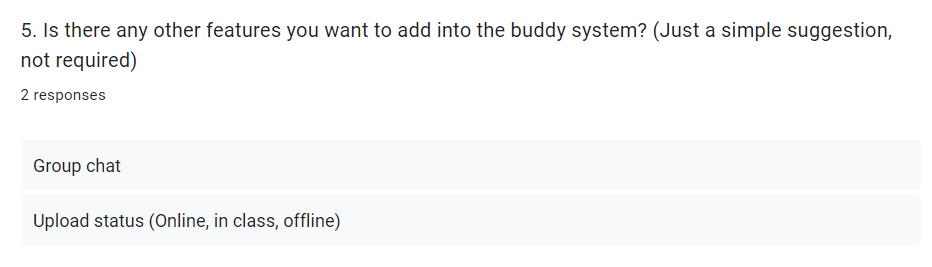 5. Is there any other features you want to add into the buddy system? (Just a simple suggestion,
not required)
2 responses
Group chat
Upload status (Online, in class, offline)